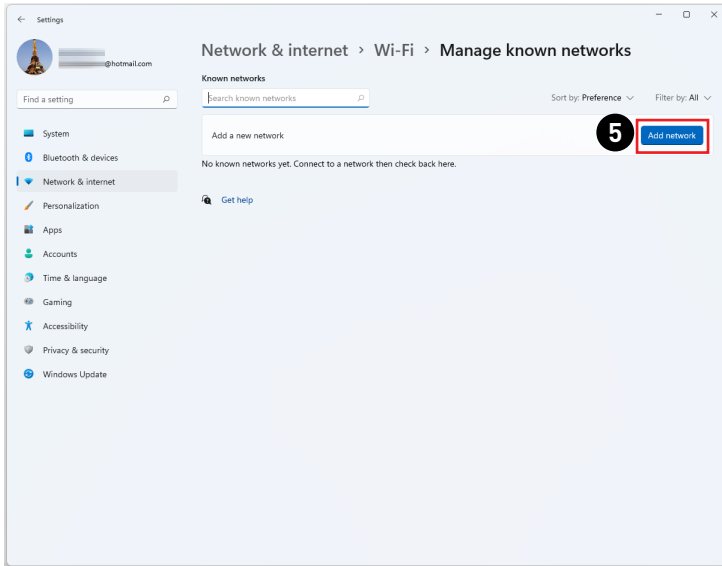 Settings
@hotmail.com
Network & internet > Wi-Fi > Manage known networks
Known networks
Find a setting
Search known networks
Sort by: Preference
Filter by: All
System
Add a new network
5
Add network
Bluetooth & devices
No known networks yet. Connect to a network then check back here.
Network & internet
Get help
Personalization
Apps
Accounts
Time & language
Gaming
Accessibility
Privacy & security
Windows Update